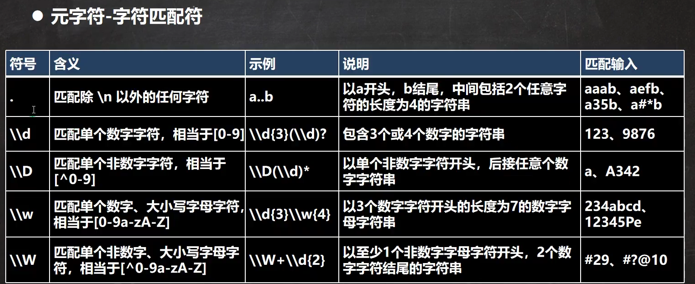 ● 元字符-字符匹配符
符号 含义 示例 说明 匹配输入
. 匹配除 \n 以外的任何字符 a..b 以a开头，b结尾，中间包括2个任意字 aaab、aefb、
符的长度为4的字符串 a35b、a#*b
\\d 匹配单个数字字符，相当于[0-9] \\d{3}(\\d)? 包含3个或4个数字的字符串 123、9876
\\D 匹配单个非数字字符，相当于 \\D(\\d)* 以单个非数字字符开头，后接任意个数 a、A342
[^0-9] 字字符串
\\w 匹配单个数字、大小写字母字符， \\d{3}\\w{4} 以3个数字字符开头的长度为7的数字字 234abcd、
相当于[0-9a-zA-Z] 母字符串 12345Pe
\\W 匹配单个非数字、大小写字母字 \\W+\\d{2} 以至少1个非数字字母字符开头，2个数 #29、#?@10
符，相当于[^0-9a-zA-Z] 字字符结尾的字符串